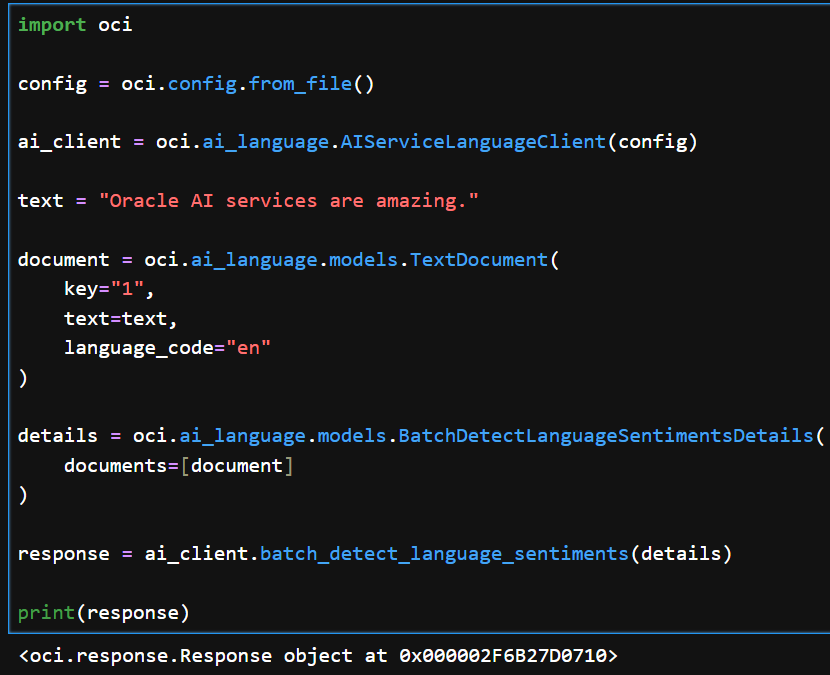 import oci
config = oci.config.from_file()
ai_client = oci.ai_language.AIServiceLanguageClient(config)
text = "Oracle AI services are amazing."
document = oci.ai_language.models.TextDocument(
    key="1",
    text=text,
    language_code="en"
)
details = oci.ai_language.models.BatchDetectLanguageSentimentsDetails(
    documents=[document]
)
response = ai_client.batch_detect_language_sentiments(details)
print(response)
<oci.response.Response object at 0x000002F6B27D0710>